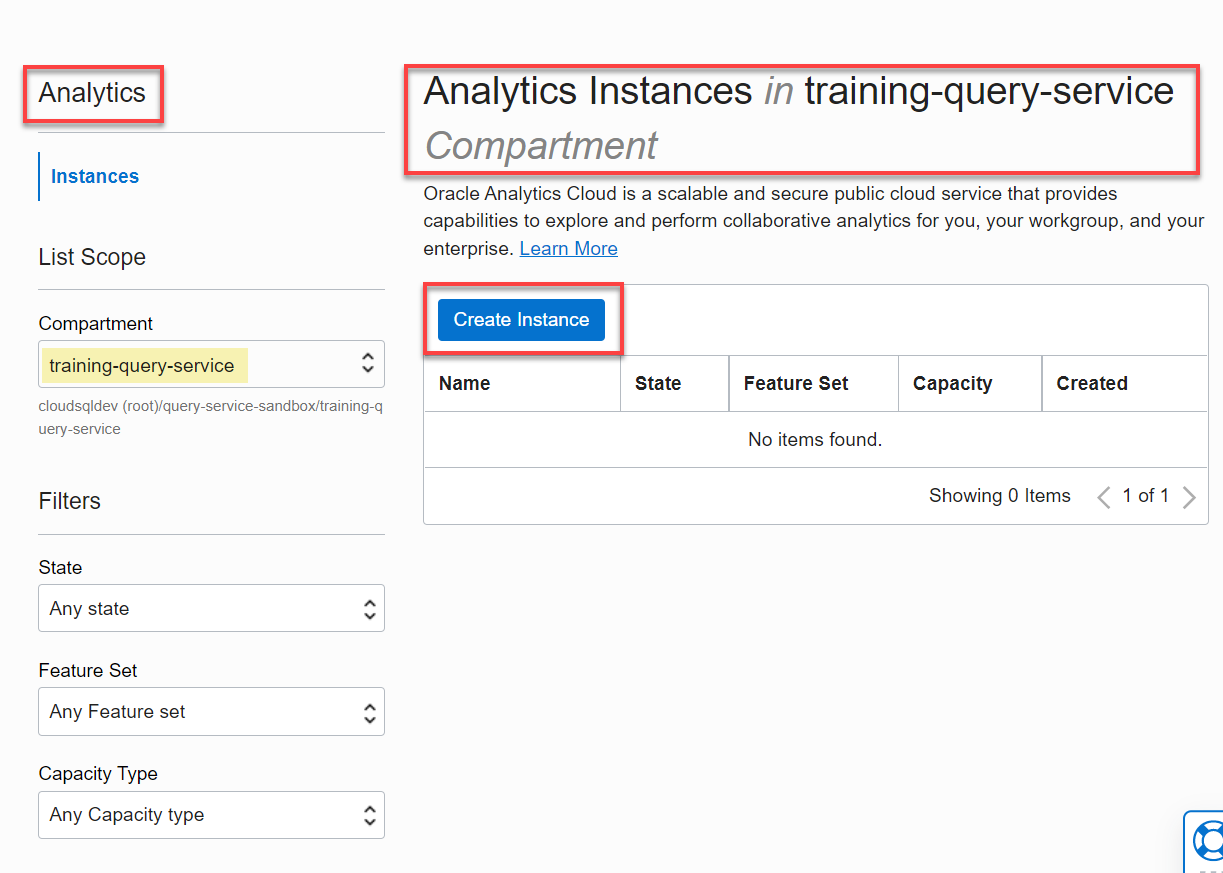 Analytics
Instances
List Scope
Compartment
training-query-service
cloudsqldev (root)/query-service-sandbox/training-q
uery-service
Filters
State
Any state
Feature Set
Any Feature set
Capacity Type
Any Capacity type
Analytics Instances in training-query-service
Compartment
Oracle Analytics Cloud is a scalable and secure public cloud service that provides
capabilities to explore and perform collaborative analytics for you, your workgroup, and your
enterprise. Learn More
Create Instance
Name State Feature Set Capacity Created
No items found.
Showing 0 Items 1 of 1